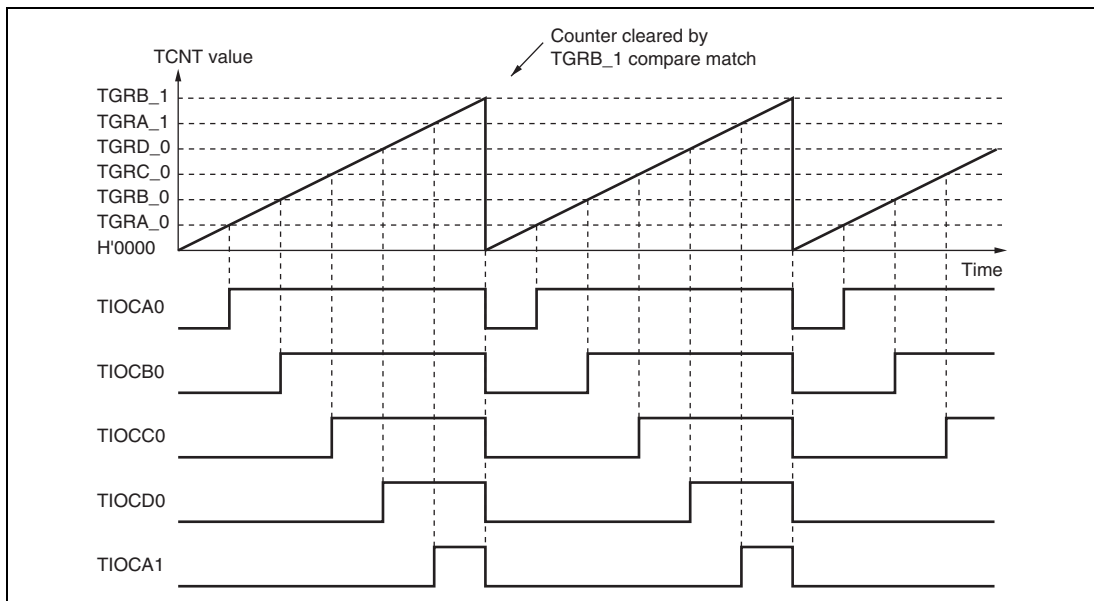 Counter cleared by
TGRB_1 compare match
TCNT value
TGRB_1
TGRA_1
TGRD_0
TGRC_0
TGRB_0
TGRA_0
H'0000
Time
TIOCA0
TIOCB0
TIOCC0
TIOCD0
TIOCA1